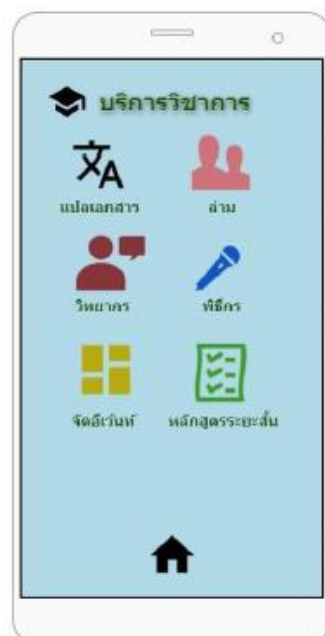 บริการวิชาการ
แปลเอกสาร ล่าม
วิทยากร พิธีกร
จัดอีเว้นท์ หลักสูตรระยะสั้น